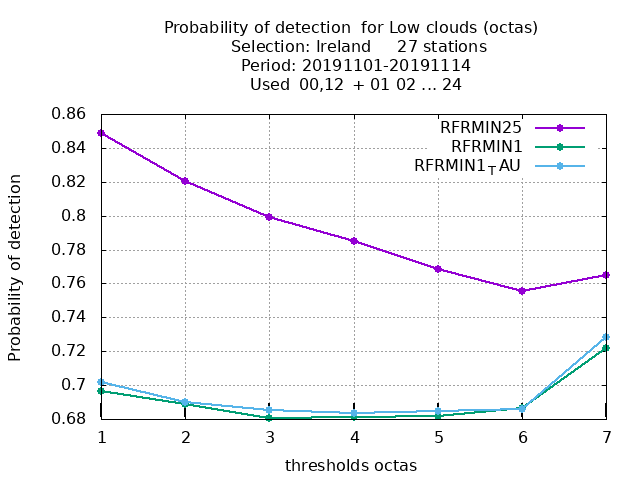 Probability of detection  for Low clouds (octas)
Selection: Ireland     27 stations
Period: 20191101-20191114
Used  00,12  + 01 02 ... 24
0.86
0.84
0.82
0.8
0.78
0.76
0.74
0.72
0.7
0.68
Probability of detection
RFRMIN25
RFRMIN1
RFRMIN1TAU
1 2 3 4 5 6 7
thresholds octas